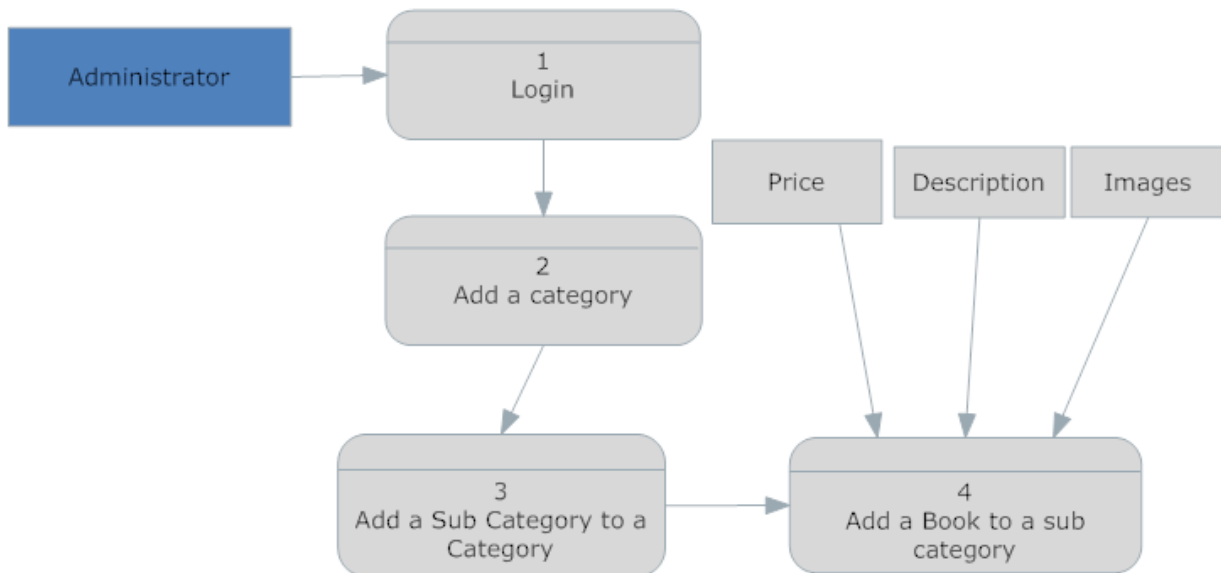 Administrator
1
Login
Price
Description
Images
2
Add a category
3
Add a Sub Category to a
Category
4
Add a Book to a sub
category